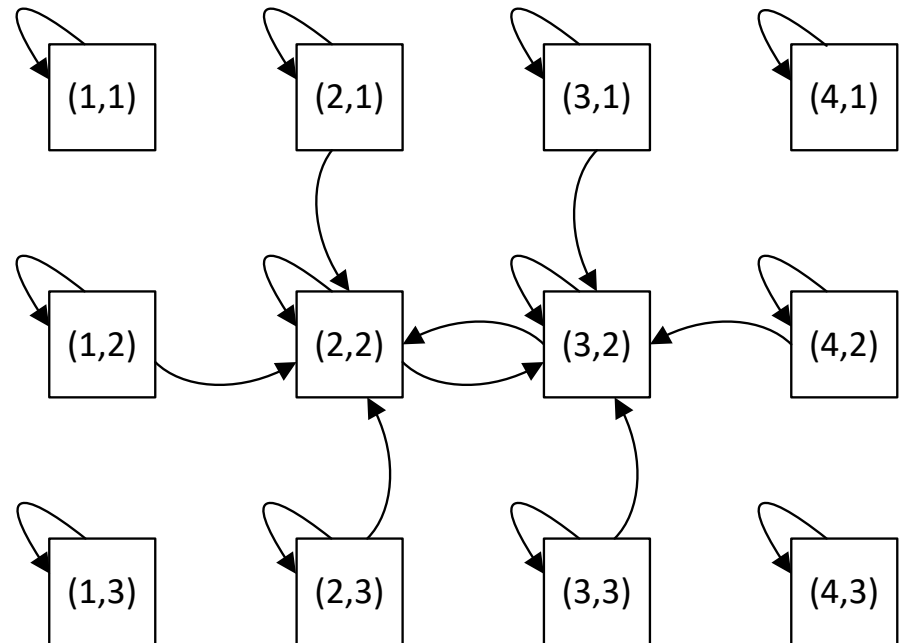 (1,1) (2,1) (3,1) (4,1)
(1,2) (2,2) (3,2) (4,2)
(1,3) (2,3) (3,3) (4,3)